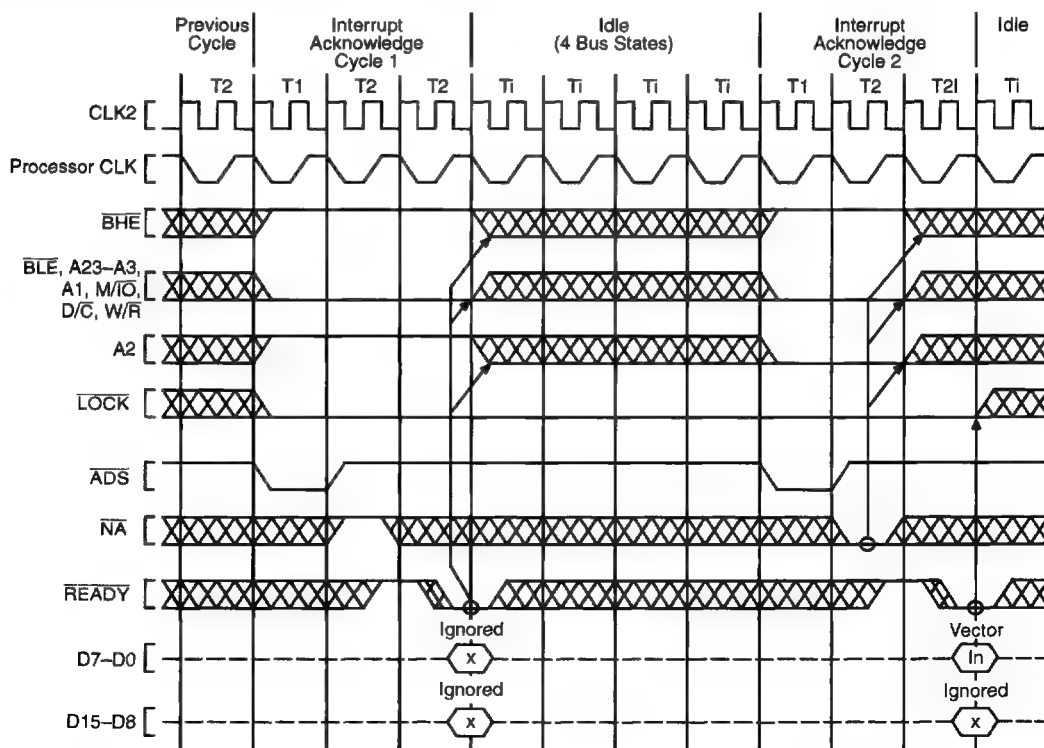 Previous Cycle
Interrupt Acknowledge Cycle 1
Idle (4 Bus States)
Interrupt Acknowledge Cycle 2
Idle
T2 T1 T2 T2 Ti Ti Ti Ti T1 T2 T2I Ti
CLK2
Processor CLK
BHE
BLE, A23–A3,
A1, M/IO,
D/C, W/R
A2
LOCK
ADS
NA
READY
Ignored
Vector
D7–D0
x
In
Ignored
Ignored
D15–D8
x
x